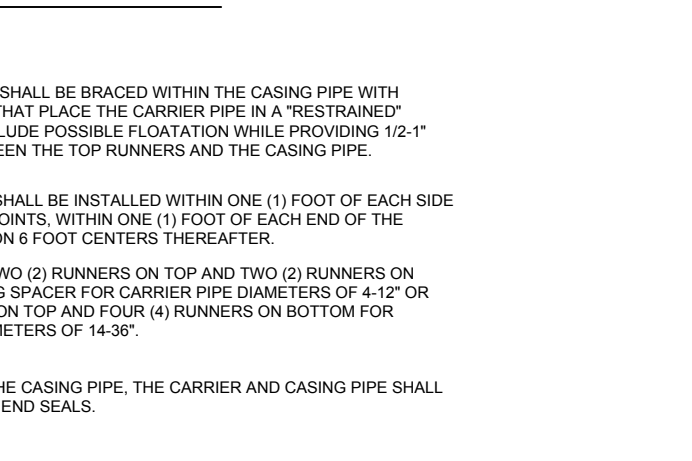 SHALL BE BRACED WITHIN THE CASING PIPE WITH
THAT PLACE THE CARRIER PIPE IN A "RESTRAINED"
LUDE POSSIBLE FLOATATION WHILE PROVIDING 1/2-1"
EEN THE TOP RUNNERS AND THE CASING PIPE.
SHALL BE INSTALLED WITHIN ONE (1) FOOT OF EACH SIDE
OINTS, WITHIN ONE (1) FOOT OF EACH END OF THE
ON 6 FOOT CENTERS THEREAFTER.
WO (2) RUNNERS ON TOP AND TWO (2) RUNNERS ON
G SPACER FOR CARRIER PIPE DIAMETERS OF 4-12" OR
ON TOP AND FOUR (4) RUNNERS ON BOTTOM FOR
METERS OF 14-36".
HE CASING PIPE, THE CARRIER AND CASING PIPE SHALL
END SEALS.